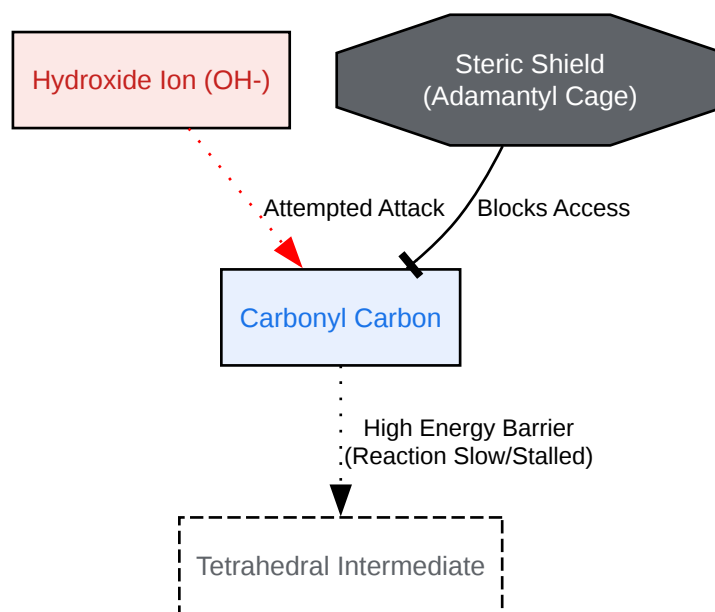 Hydroxide Ion (OH-)
Steric Shield
(Adamantyl Cage)
Attempted Attack
Blocks Access
Carbonyl Carbon
High Energy Barrier
(Reaction Slow/Stalled)
Tetrahedral Intermediate